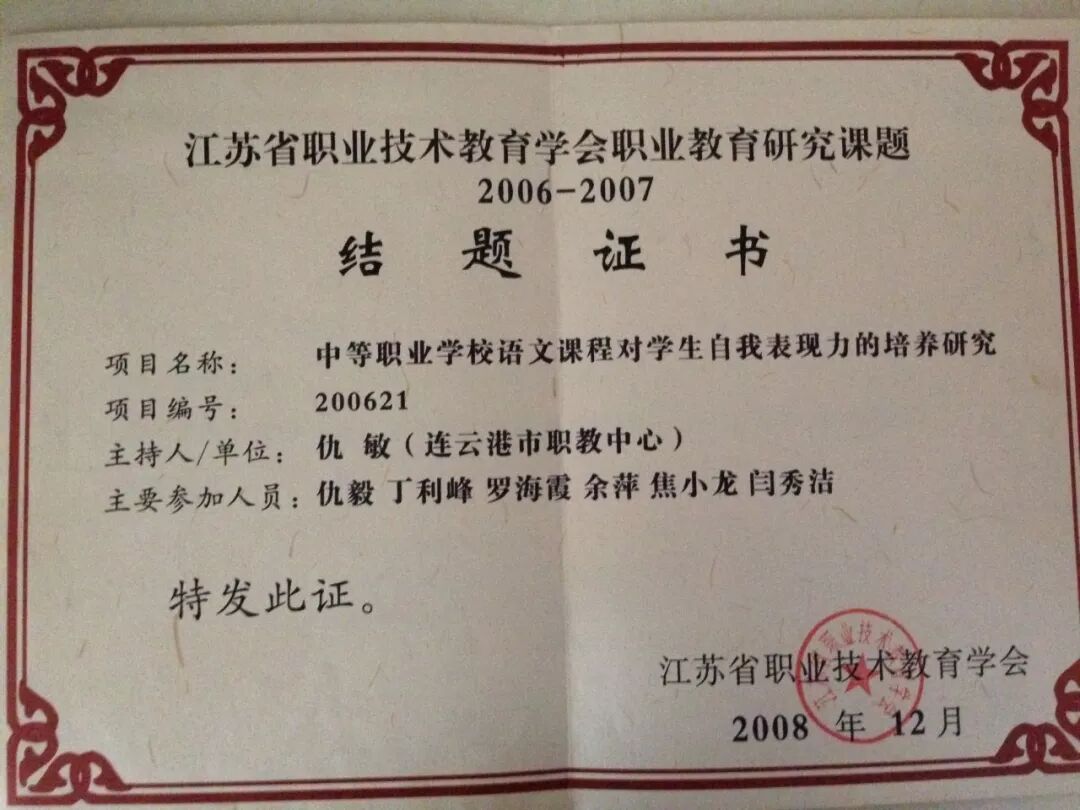 江苏省职业技术教育学会职业教育研究课题
2006-2007
结题证书
项目名称：中等职业学校语文课程对学生自我表现力的培养研究
项目编号：200621
主持人/单位：仇 敏（连云港市职教中心）
主要参加人员：仇毅 丁利峰 罗海霞 余萍 焦小龙 闫秀洁
特发此证。
江苏省职业技术教育学会
2008 年 12月